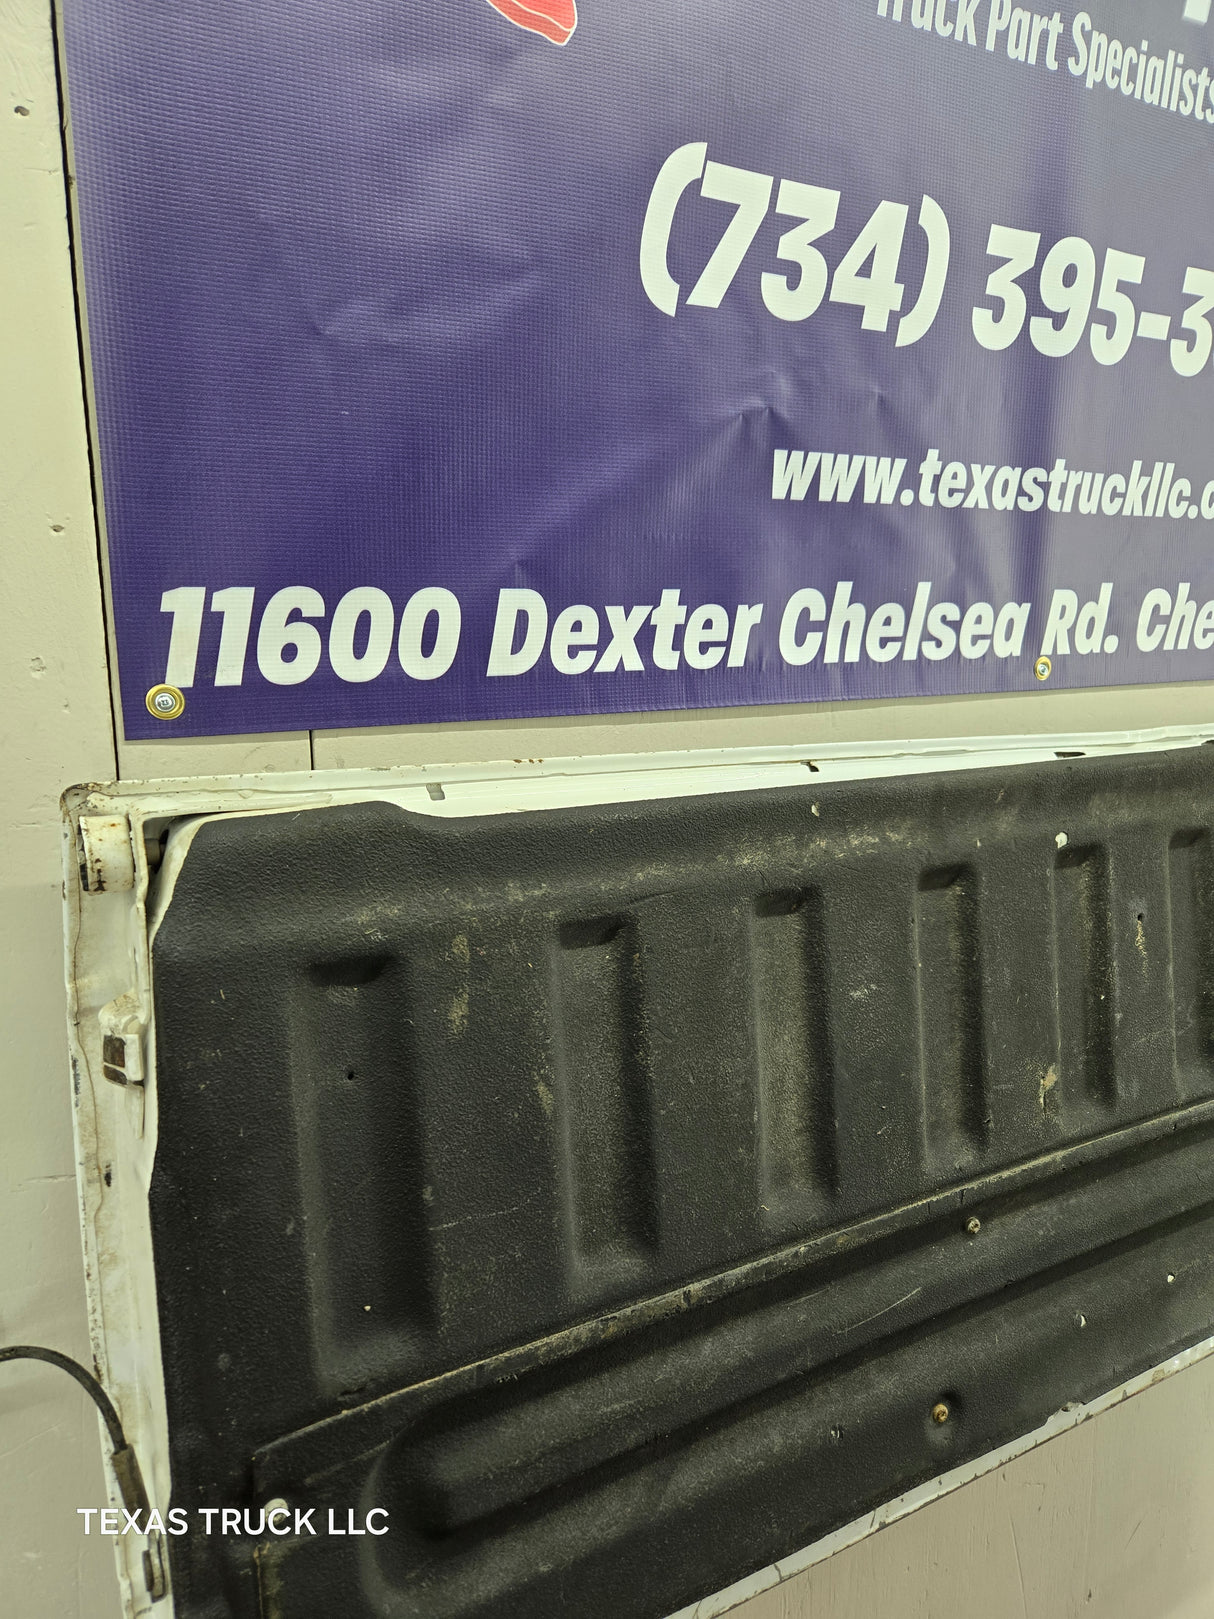 Truck Part Specialists
(734) 395-3
www.texastruckllc.c
11600 Dexter Chelsea Rd. Che
TEXAS TRUCK LLC